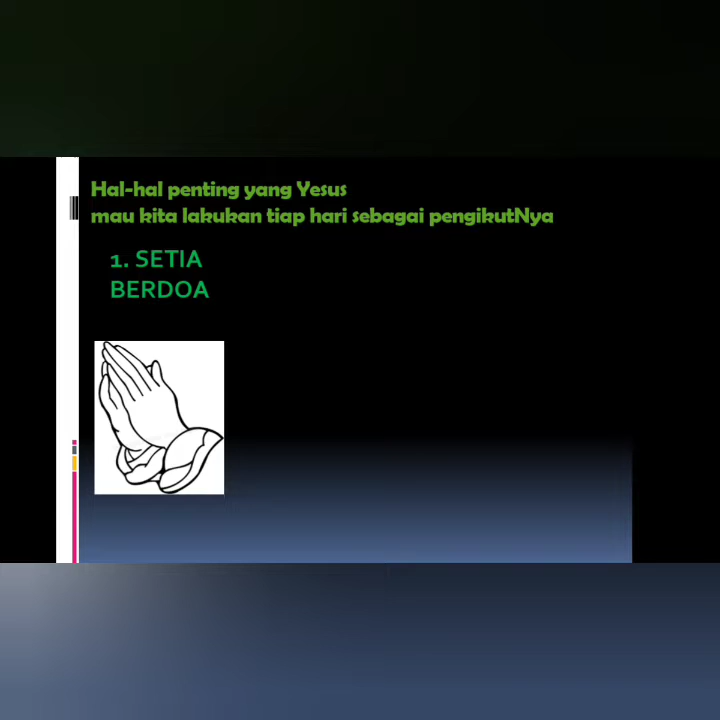 Hal-hal penting yang Yesus
mau kita lakukan tiap hari sebagai pengikutNya
1. SETIA
BERDOA